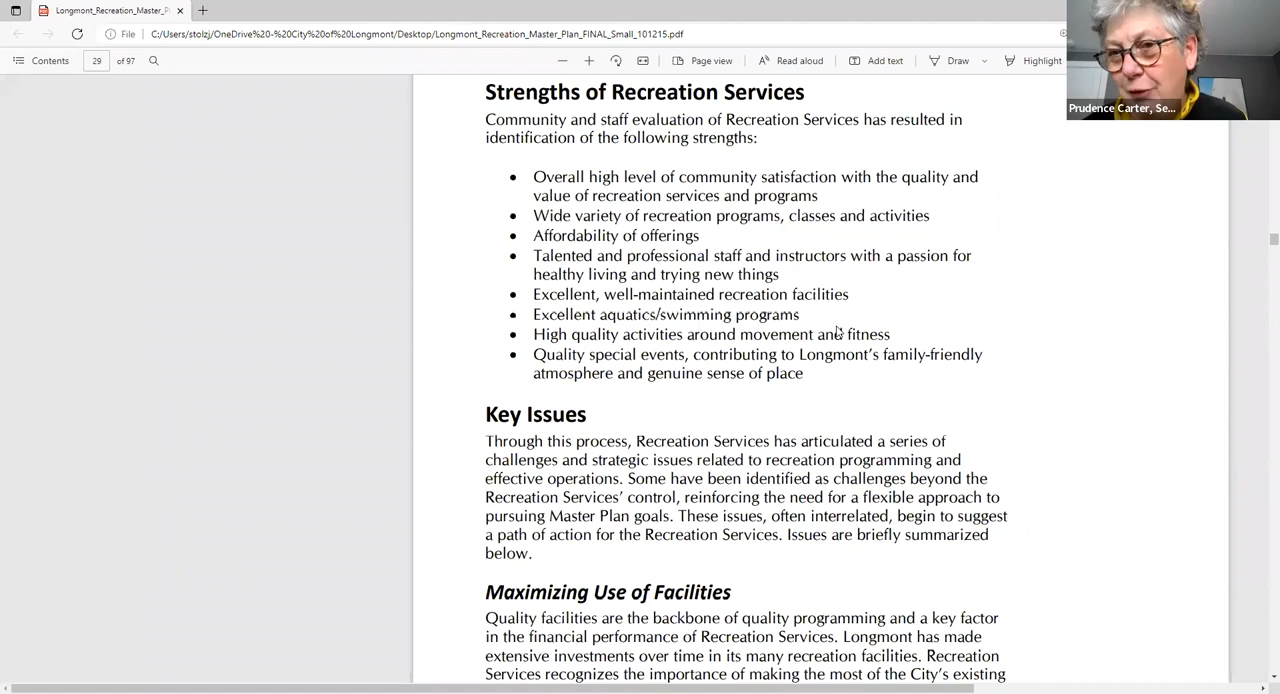 Longmont_Recreation_Master_Pl
File
C:/Users/stolzj/OneDrive%20-%20City%20of%20Longmont/Desktop/Longmont_Recreation_Master_Plan_FINAL_Small_101215.pdf
Contents 29 of 97 Page view Read aloud Add text Draw Highlight
Prudence Carter, Se...
Strengths of Recreation Services
Community and staff evaluation of Recreation Services has resulted in
identification of the following strengths:
• Overall high level of community satisfaction with the quality and
value of recreation services and programs
• Wide variety of recreation programs, classes and activities
• Affordability of offerings
• Talented and professional staff and instructors with a passion for
healthy living and trying new things
• Excellent, well-maintained recreation facilities
• Excellent aquatics/swimming programs
• High quality activities around movement and fitness
• Quality special events, contributing to Longmont's family-friendly
atmosphere and genuine sense of place
Key Issues
Through this process, Recreation Services has articulated a series of
challenges and strategic issues related to recreation programming and
effective operations. Some have been identified as challenges beyond the
Recreation Services' control, reinforcing the need for a flexible approach to
pursuing Master Plan goals. These issues, often interrelated, begin to suggest
a path of action for the Recreation Services. Issues are briefly summarized
below.
Maximizing Use of Facilities
Quality facilities are the backbone of quality programming and a key factor
in the financial performance of Recreation Services. Longmont has made
extensive investments over time in its many recreation facilities. Recreation
Services recognizes the importance of making the most of the City's existing